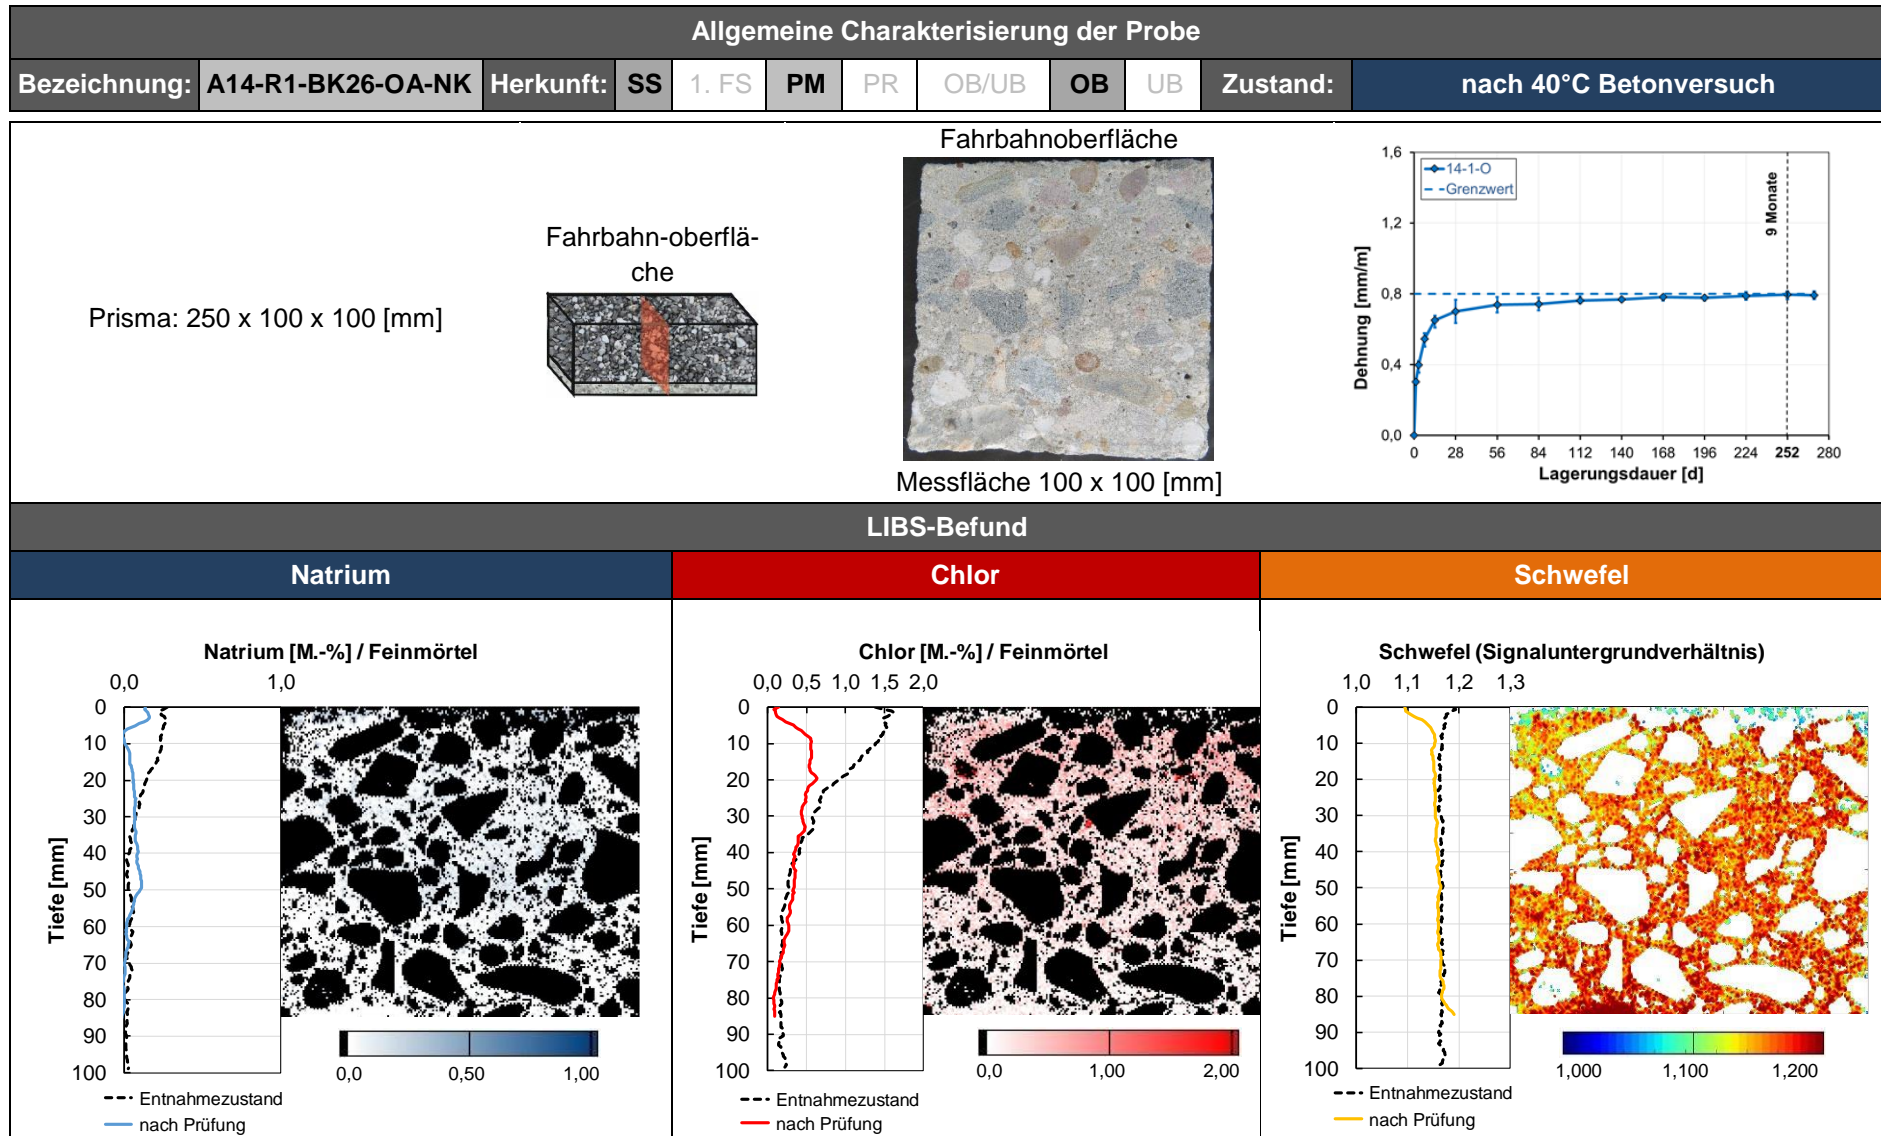 Allgemeine Charakterisierung der Probe
Bezeichnung: A14-R1-BK26-OA-NK Herkunft: SS 1. FS PM PR OB/UB OB UB Zustand: nach 40°C Betonversuch
Prisma: 250 x 100 x 100 [mm]
Fahrbahn-oberflä-
che
Fahrbahnoberfläche
Messfläche 100 x 100 [mm]
Dehnung [mm/m]
1,6
1,2
0,8
0,4
0,0
14-1-O
Grenzwert
9 Monate
0 28 56 84 112 140 168 196 224 252 280
Lagerungsdauer [d]
LIBS-Befund
Natrium Chlor Schwefel
Natrium [M.-%] / Feinmörtel
0,0 1,0
Tiefe [mm]
0
10
20
30
40
50
60
70
80
90
100
0,0 0,50 1,00
Entnahmezustand
nach Prüfung
Chlor [M.-%] / Feinmörtel
0,0 0,5 1,0 1,5 2,0
Tiefe [mm]
0
10
20
30
40
50
60
70
80
90
100
0,0 1,00 2,00
Entnahmezustand
nach Prüfung
Schwefel (Signaluntergrundverhältnis)
1,0 1,1 1,2 1,3
Tiefe [mm]
0
10
20
30
40
50
60
70
80
90
100
1,000 1,100 1,200
Entnahmezustand
nach Prüfung